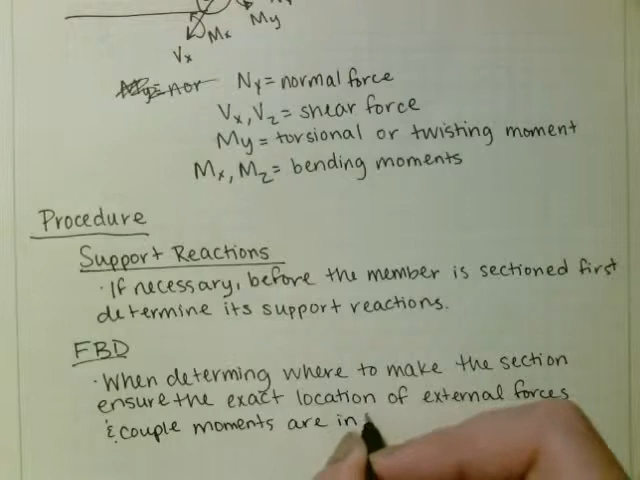 Mx My
Vx
Ny = normal force
Vx, Vz = shear force
My = torsional or twisting moment
Mx, Mz = bending moments
Procedure
Support Reactions
· If necessary, before the member is sectioned first
determine its support reactions.
FBD
· When determining where to make the section
ensure the exact location of external forces
& couple moments are in